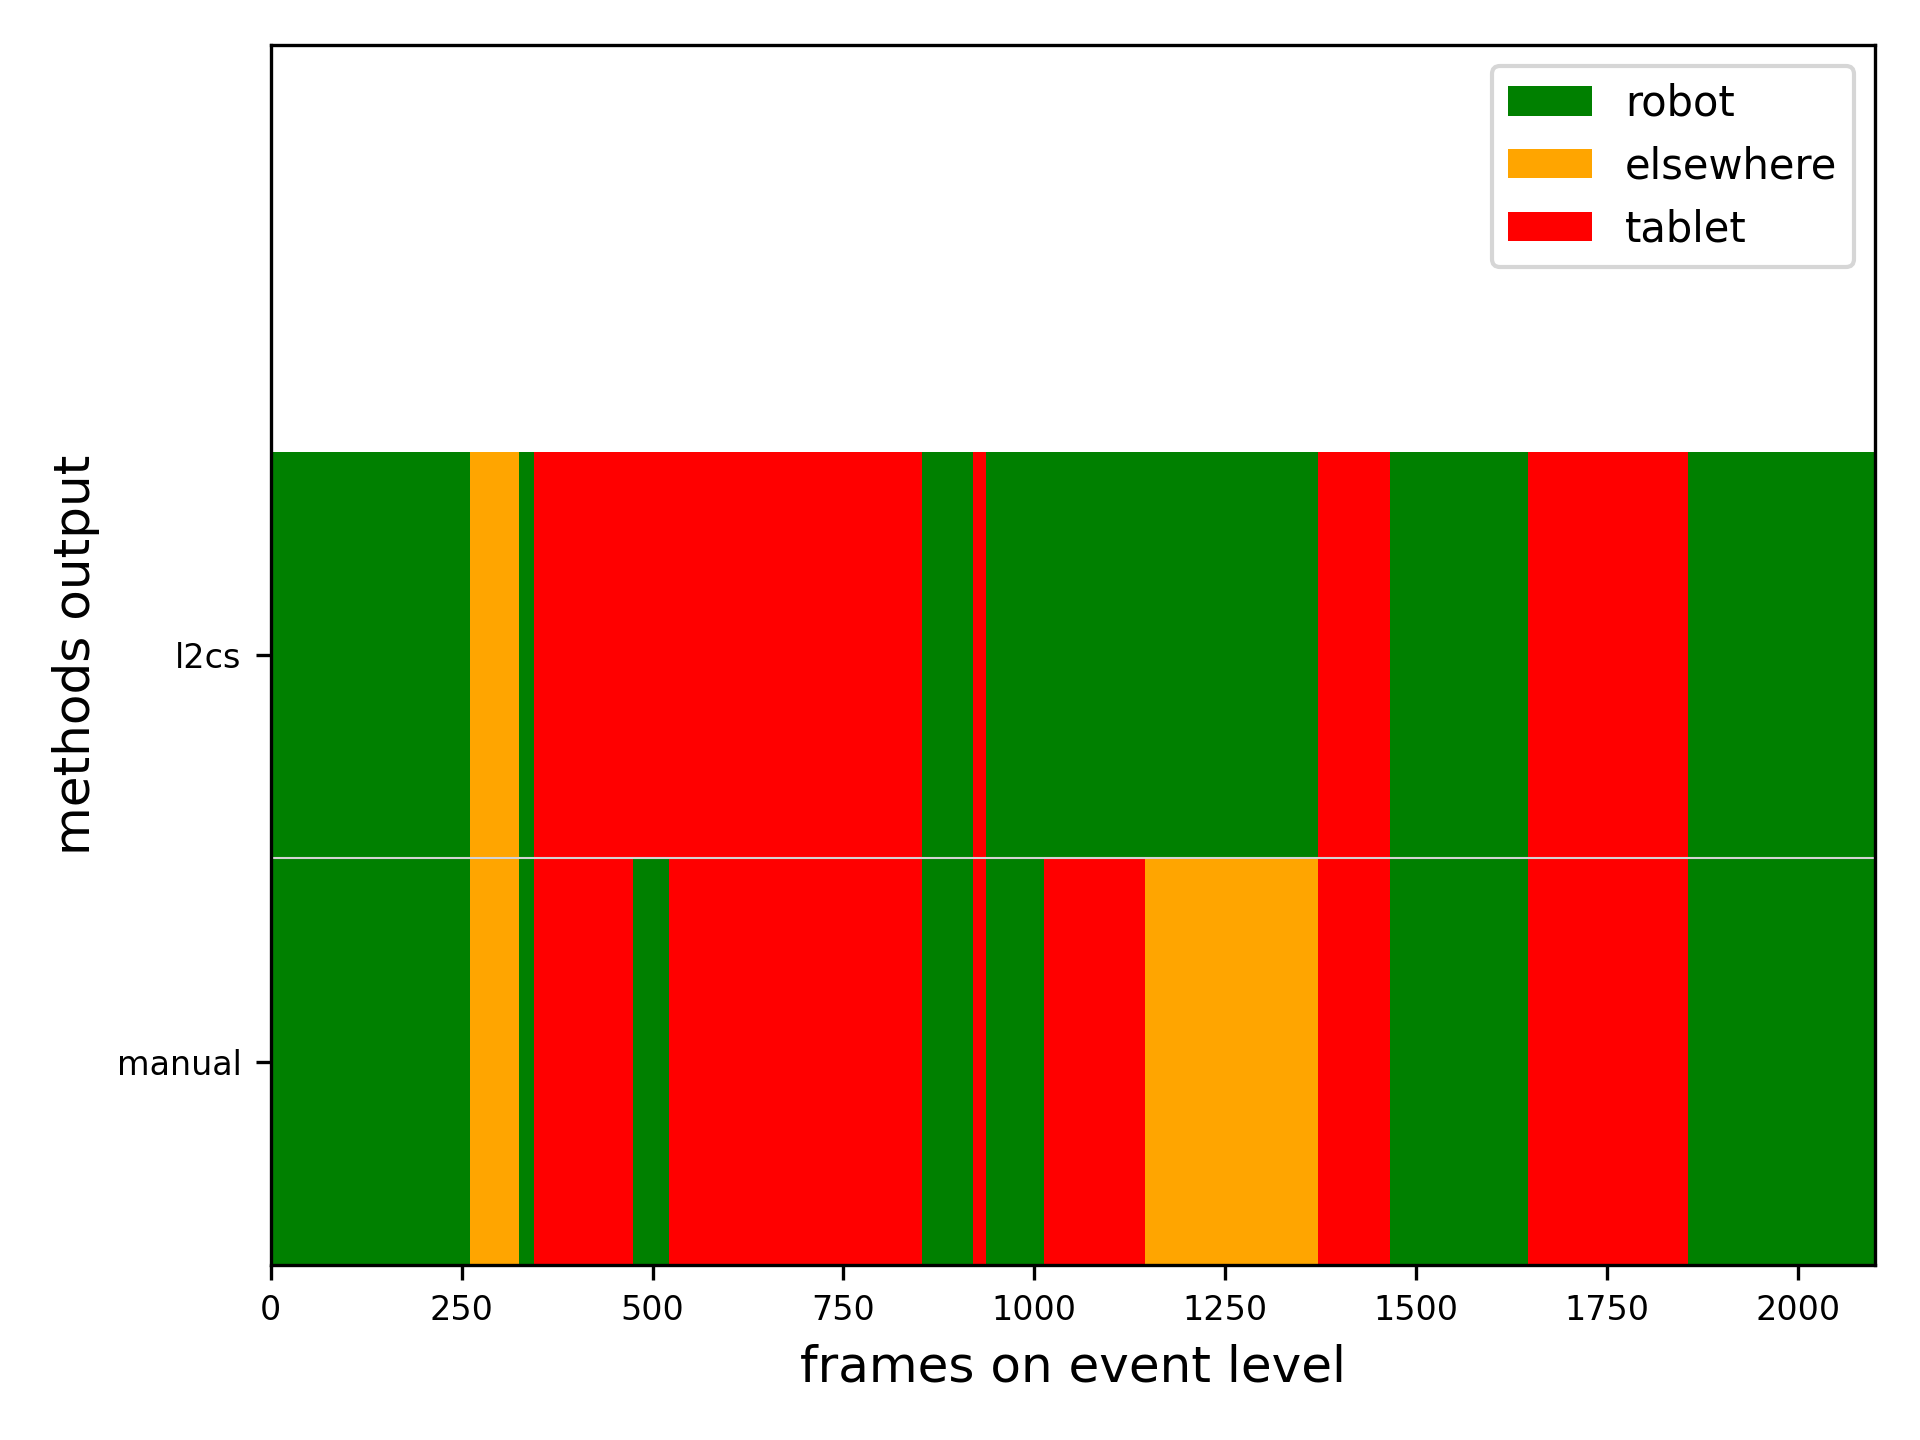 robot
elsewhere
tablet
methods output
l2cs
manual
0 250 500 750 1000 1250 1500 1750 2000
frames on event level